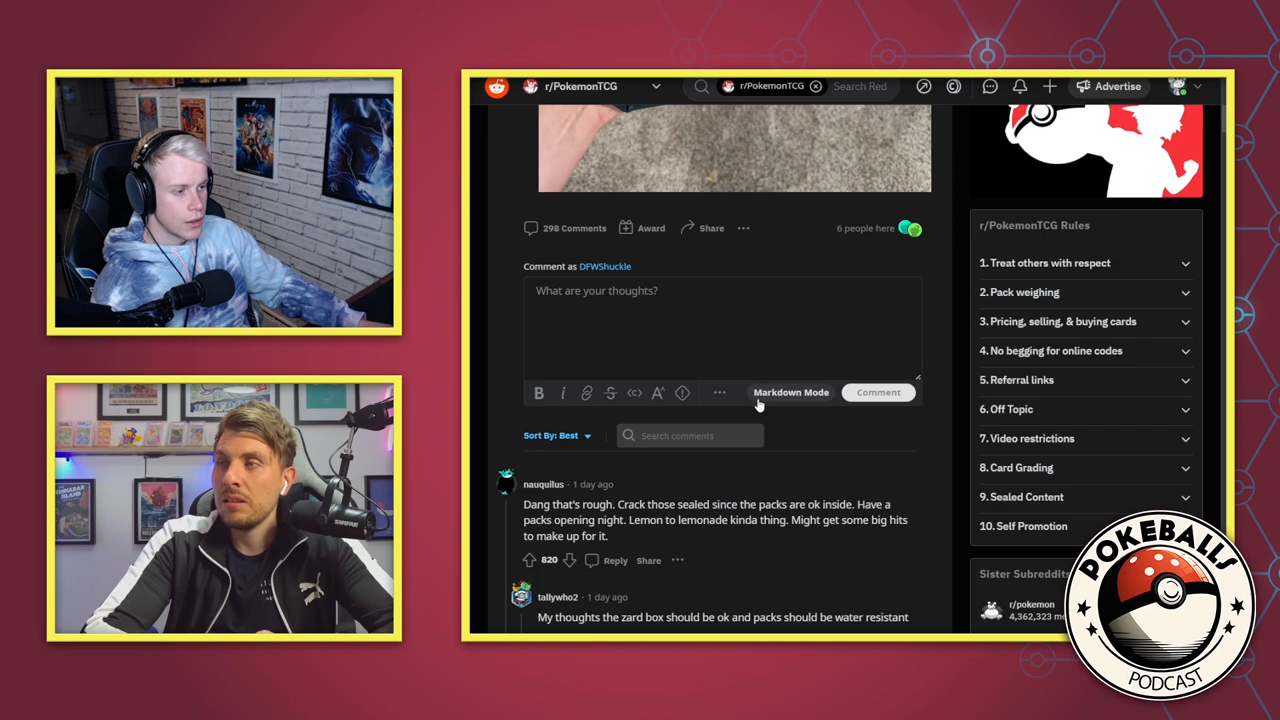 r/PokemonTCG
r/PokemonTCG
Search Red
Advertise
298 Comments
Award
Share
6 people here
Comment as DFWShuckle
What are your thoughts?
B i
Markdown Mode
Comment
Sort By: Best
Search comments
nauquilus · 1 day ago
Dang that's rough. Crack those sealed since the packs are ok inside. Have a
packs opening night. Lemon to lemonade kinda thing. Might get some big hits
to make up for it.
820
Reply
Share
tallywho2 · 1 day ago
My thoughts the zard box should be ok and packs should be water resistant
r/PokemonTCG Rules
1. Treat others with respect
2. Pack weighing
3. Pricing, selling, & buying cards
4. No begging for online codes
5. Referral links
6. Off Topic
7. Video restrictions
8. Card Grading
9. Sealed Content
10. Self Promotion
Sister Subreddits
r/pokemon
4,362,323 me
SHURE
POKEBALLS
PODCAST